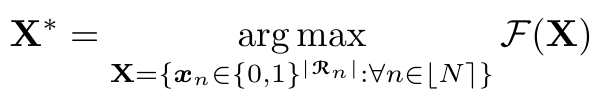 X* = arg max F(X)
X={x_n∈{0,1}^{|ℜ_n|}:∀n∈⌊N⌉}